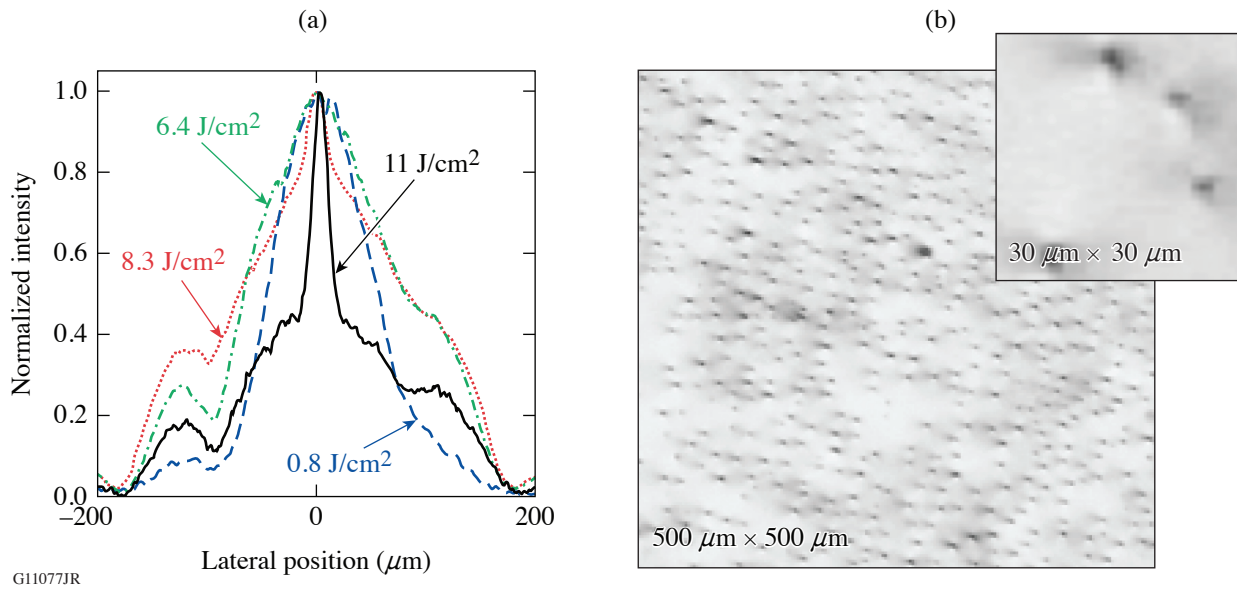 (a)
(b)
1.0
0.8
0.6
0.4
0.2
0.0
Normalized intensity
6.4 J/cm²
11 J/cm²
8.3 J/cm²
0.8 J/cm²
–200
0
200
Lateral position (μm)
30 μm × 30 μm
500 μm × 500 μm
G11077JR